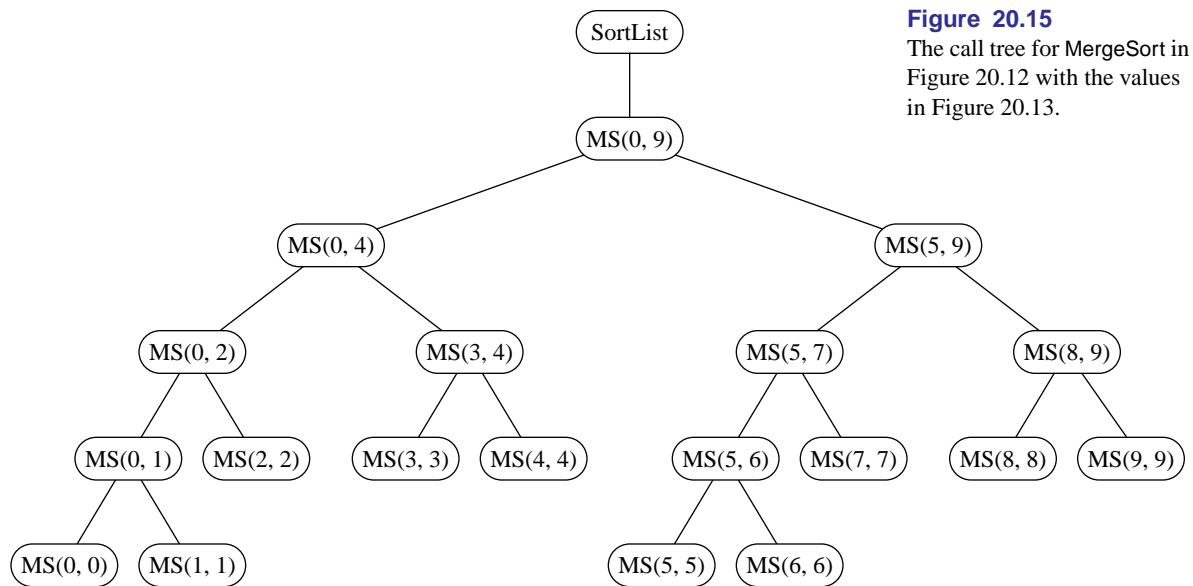 SortList
Figure 20.15
The call tree for MergeSort in
Figure 20.12 with the values
in Figure 20.13.
MS(0, 9)
MS(0, 4)
MS(5, 9)
MS(0, 2)
MS(3, 4)
MS(5, 7)
MS(8, 9)
MS(0, 1)
MS(2, 2)
MS(3, 3)
MS(4, 4)
MS(5, 6)
MS(7, 7)
MS(8, 8)
MS(9, 9)
MS(0, 0)
MS(1, 1)
MS(5, 5)
MS(6, 6)